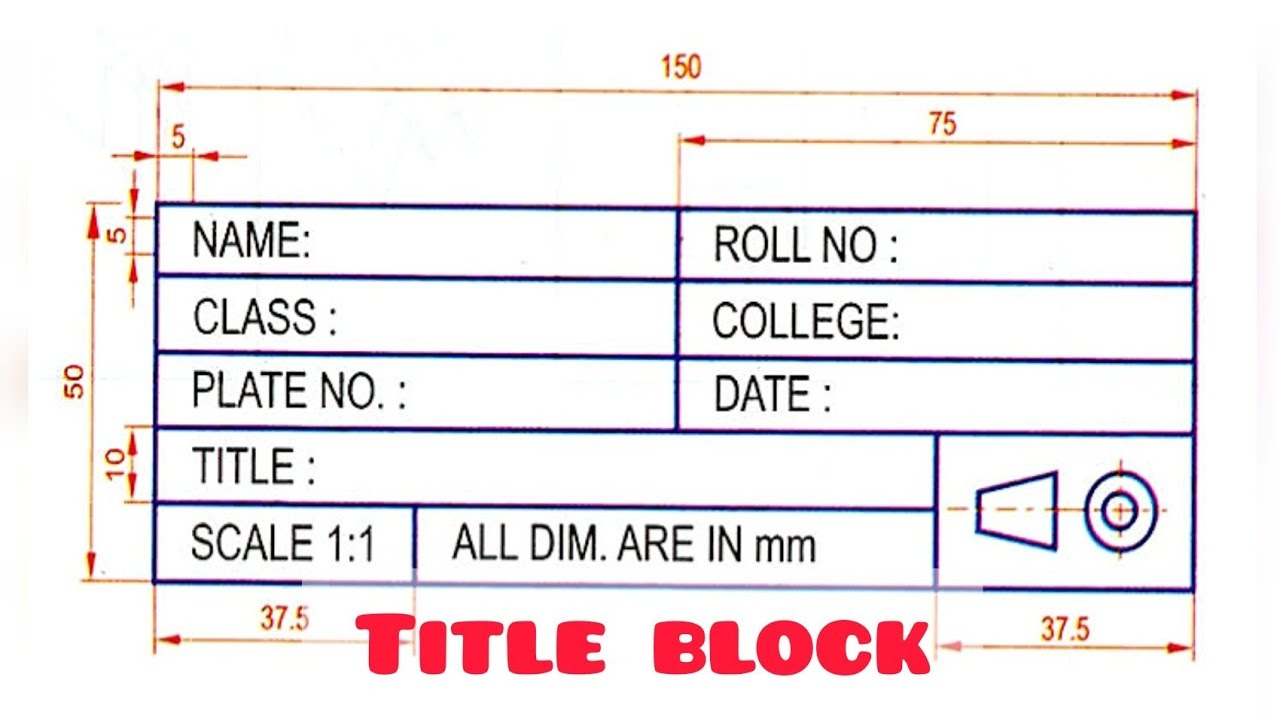 150
75
5
5
NAME:
ROLL NO :
CLASS :
COLLEGE:
50
PLATE NO. :
DATE :
10
TITLE :
SCALE 1:1
ALL DIM. ARE IN mm
37.5
37.5
TITLE BLOCK